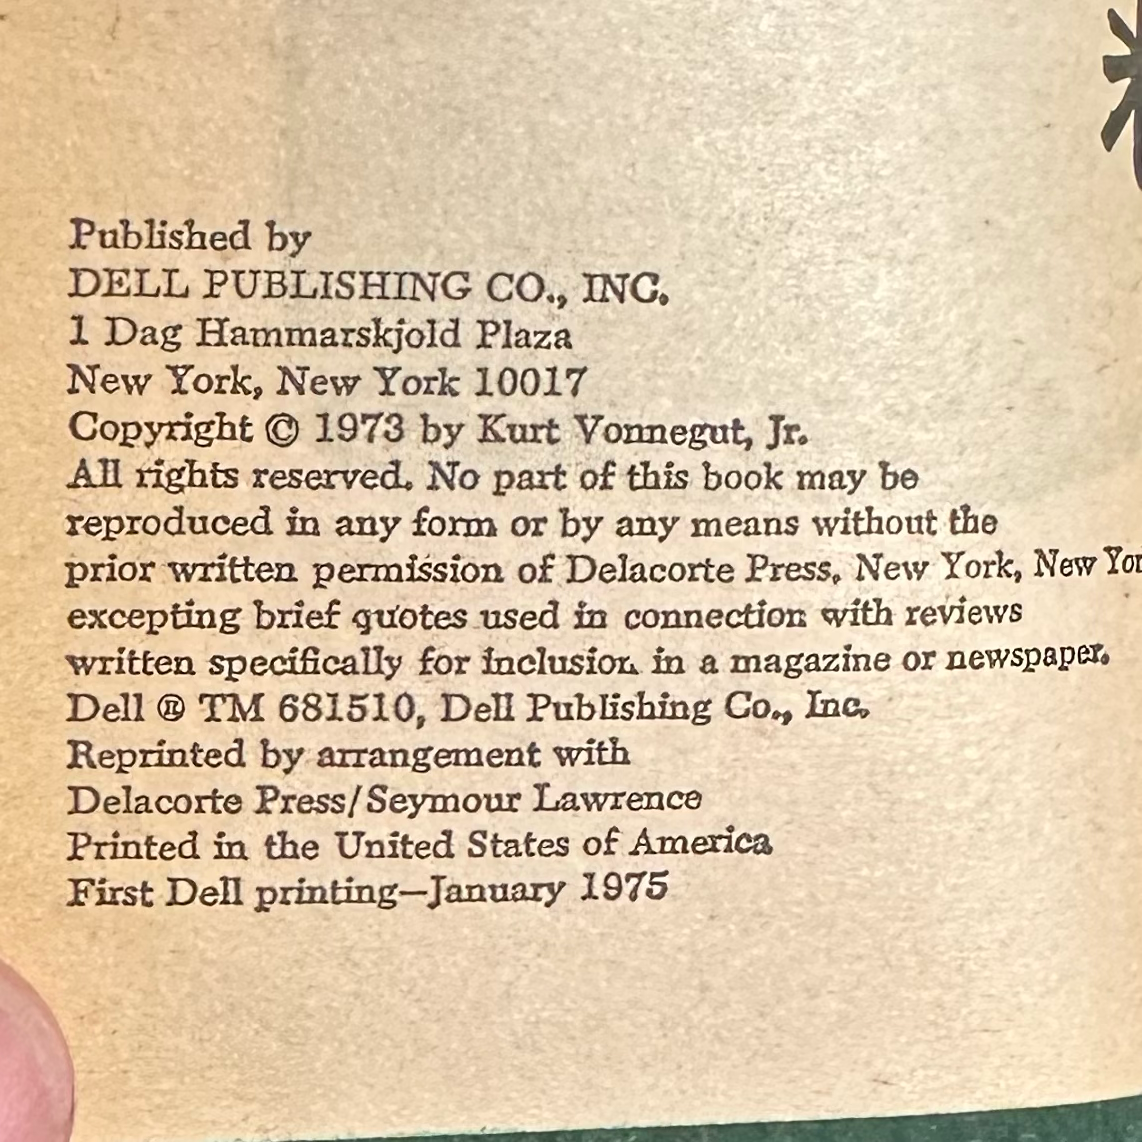 Published by
DELL PUBLISHING CO., INC.
1 Dag Hammarskjold Plaza
New York, New York 10017
Copyright © 1973 by Kurt Vonnegut, Jr.
All rights reserved. No part of this book may be
reproduced in any form or by any means without the
prior written permission of Delacorte Press, New York, New Yor
excepting brief quotes used in connection with reviews
written specifically for inclusion in a magazine or newspaper.
Dell ® TM 681510, Dell Publishing Co., Inc.
Reprinted by arrangement with
Delacorte Press/Seymour Lawrence
Printed in the United States of America
First Dell printing—January 1975